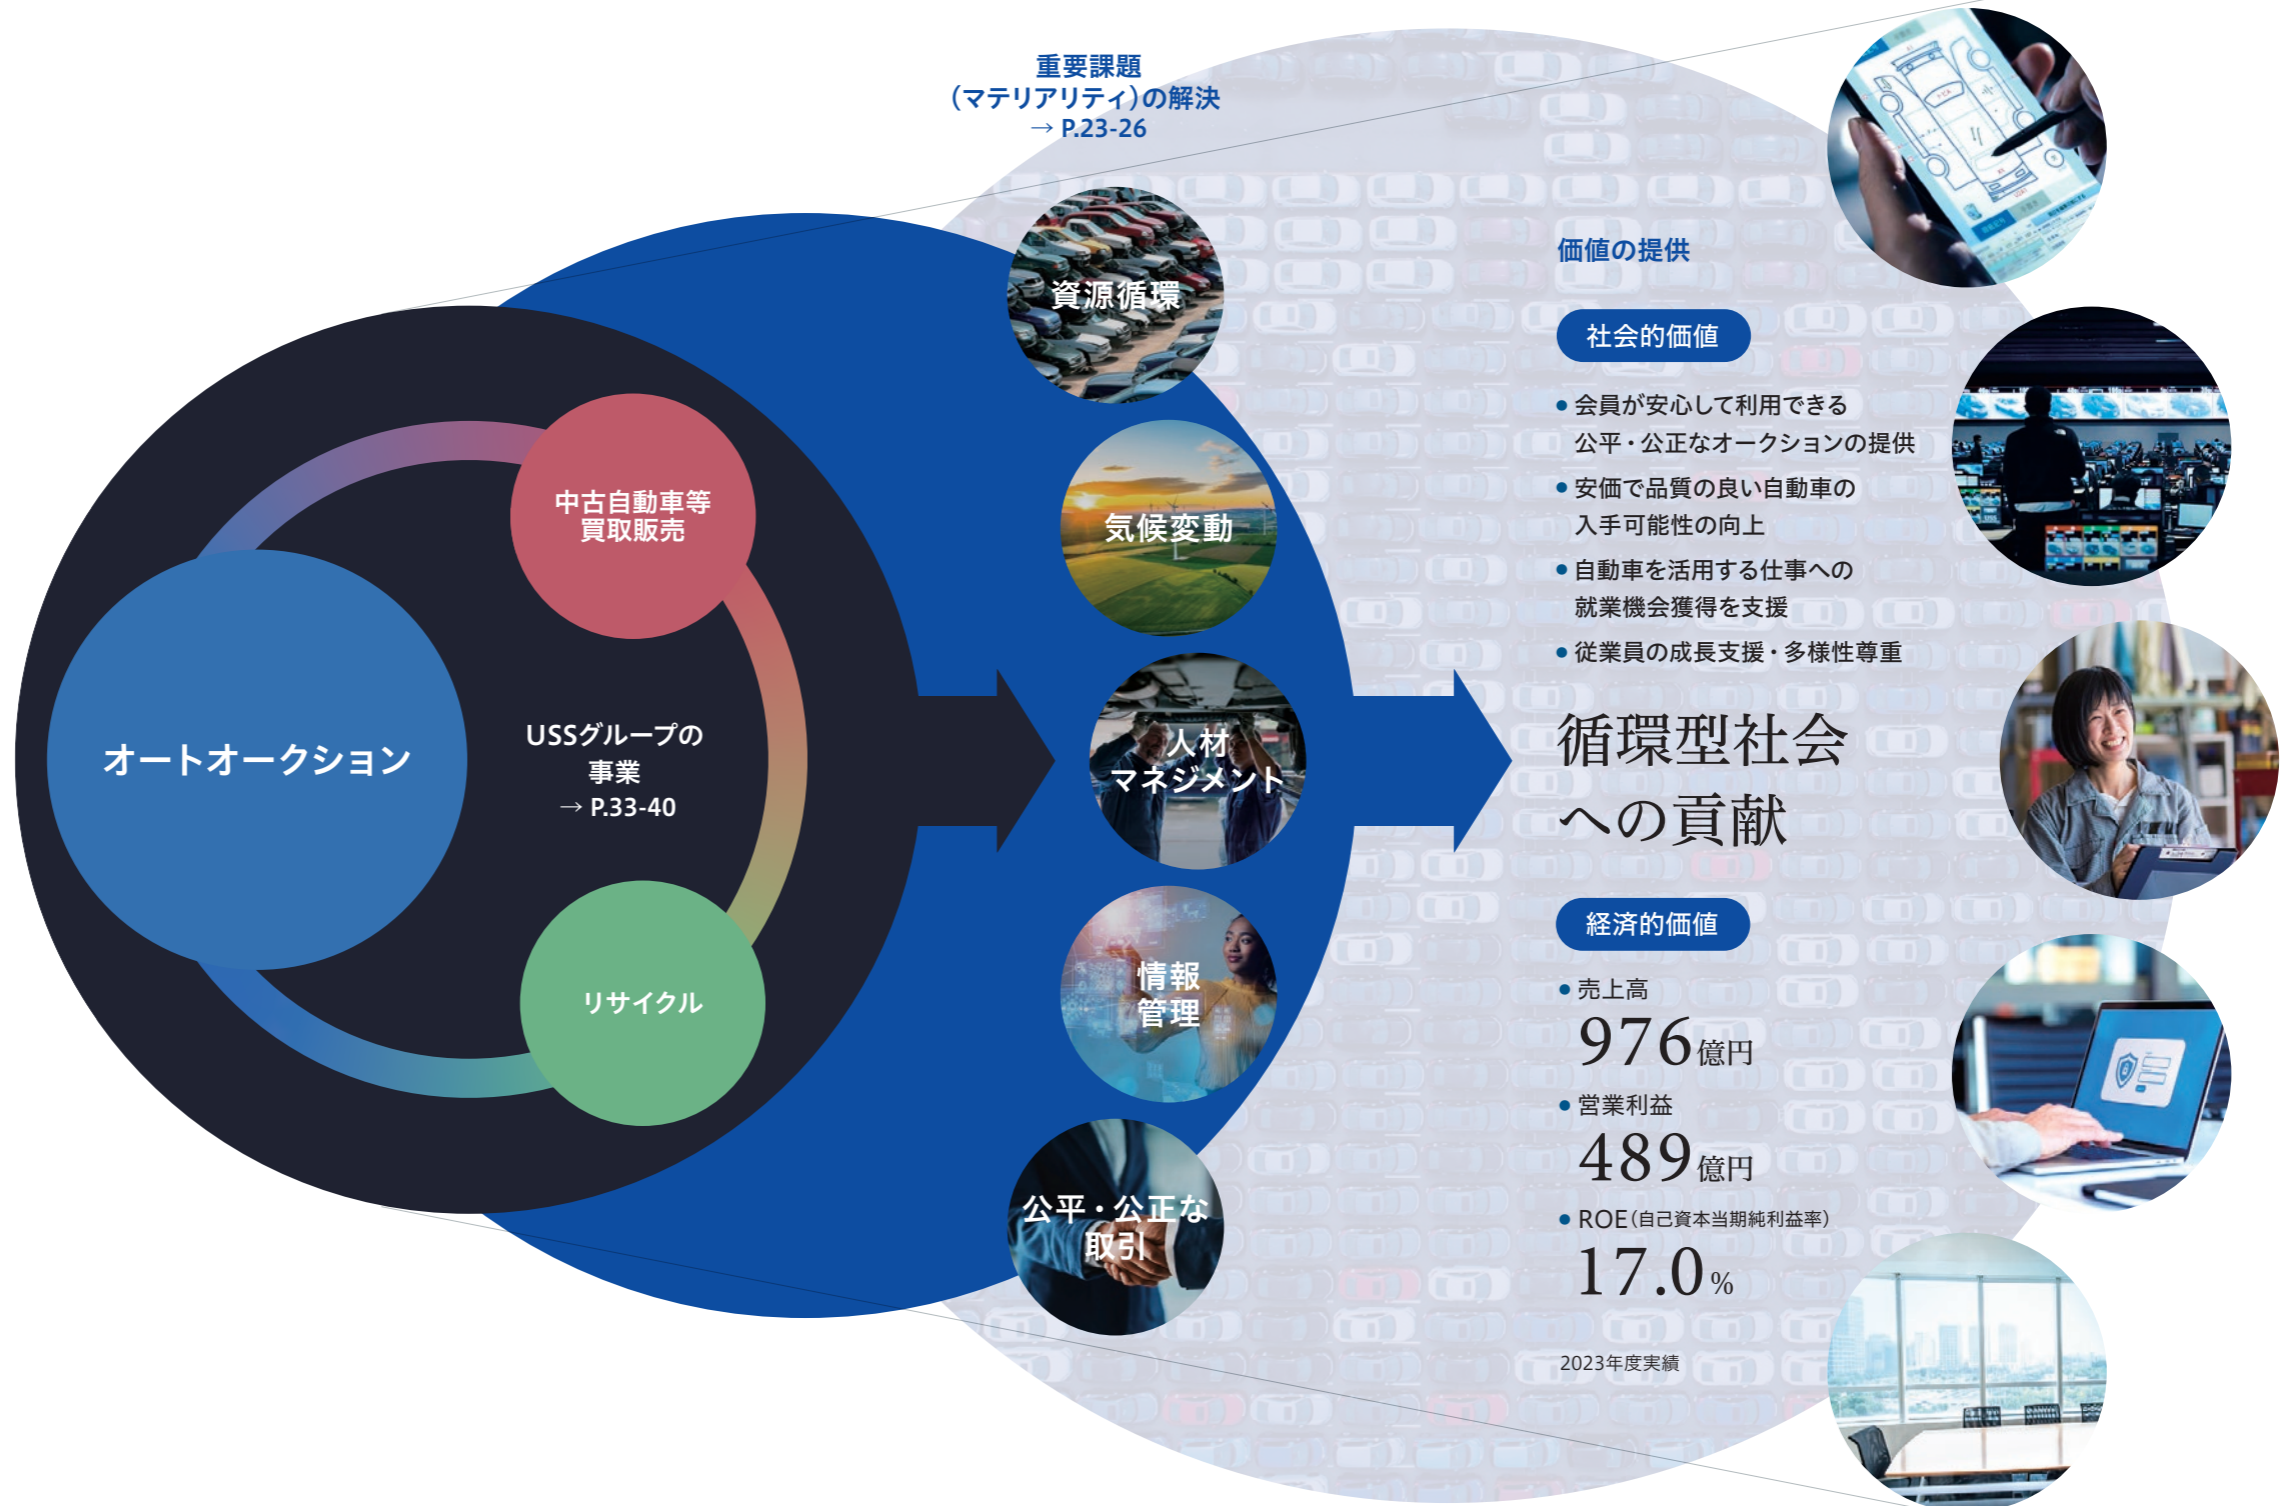 オートオークション
中古自動車等
買取販売
USSグループの
事業
→ P.33-40
リサイクル
重要課題
（マテリアリティ）の解決
→ P.23-26
資源循環
気候変動
人材
マネジメント
情報
管理
公平・公正な
取引
価値の提供
社会的価値
• 会員が安心して利用できる
公平・公正なオークションの提供
• 安価で品質の良い自動車の
入手可能性の向上
• 自動車を活用する仕事への
就業機会獲得を支援
• 従業員の成長支援・多様性尊重
循環型社会
への貢献
経済的価値
• 売上高
976億円
• 営業利益
489億円
• ROE（自己資本当期純利益率）
17.0%
2023年度実績